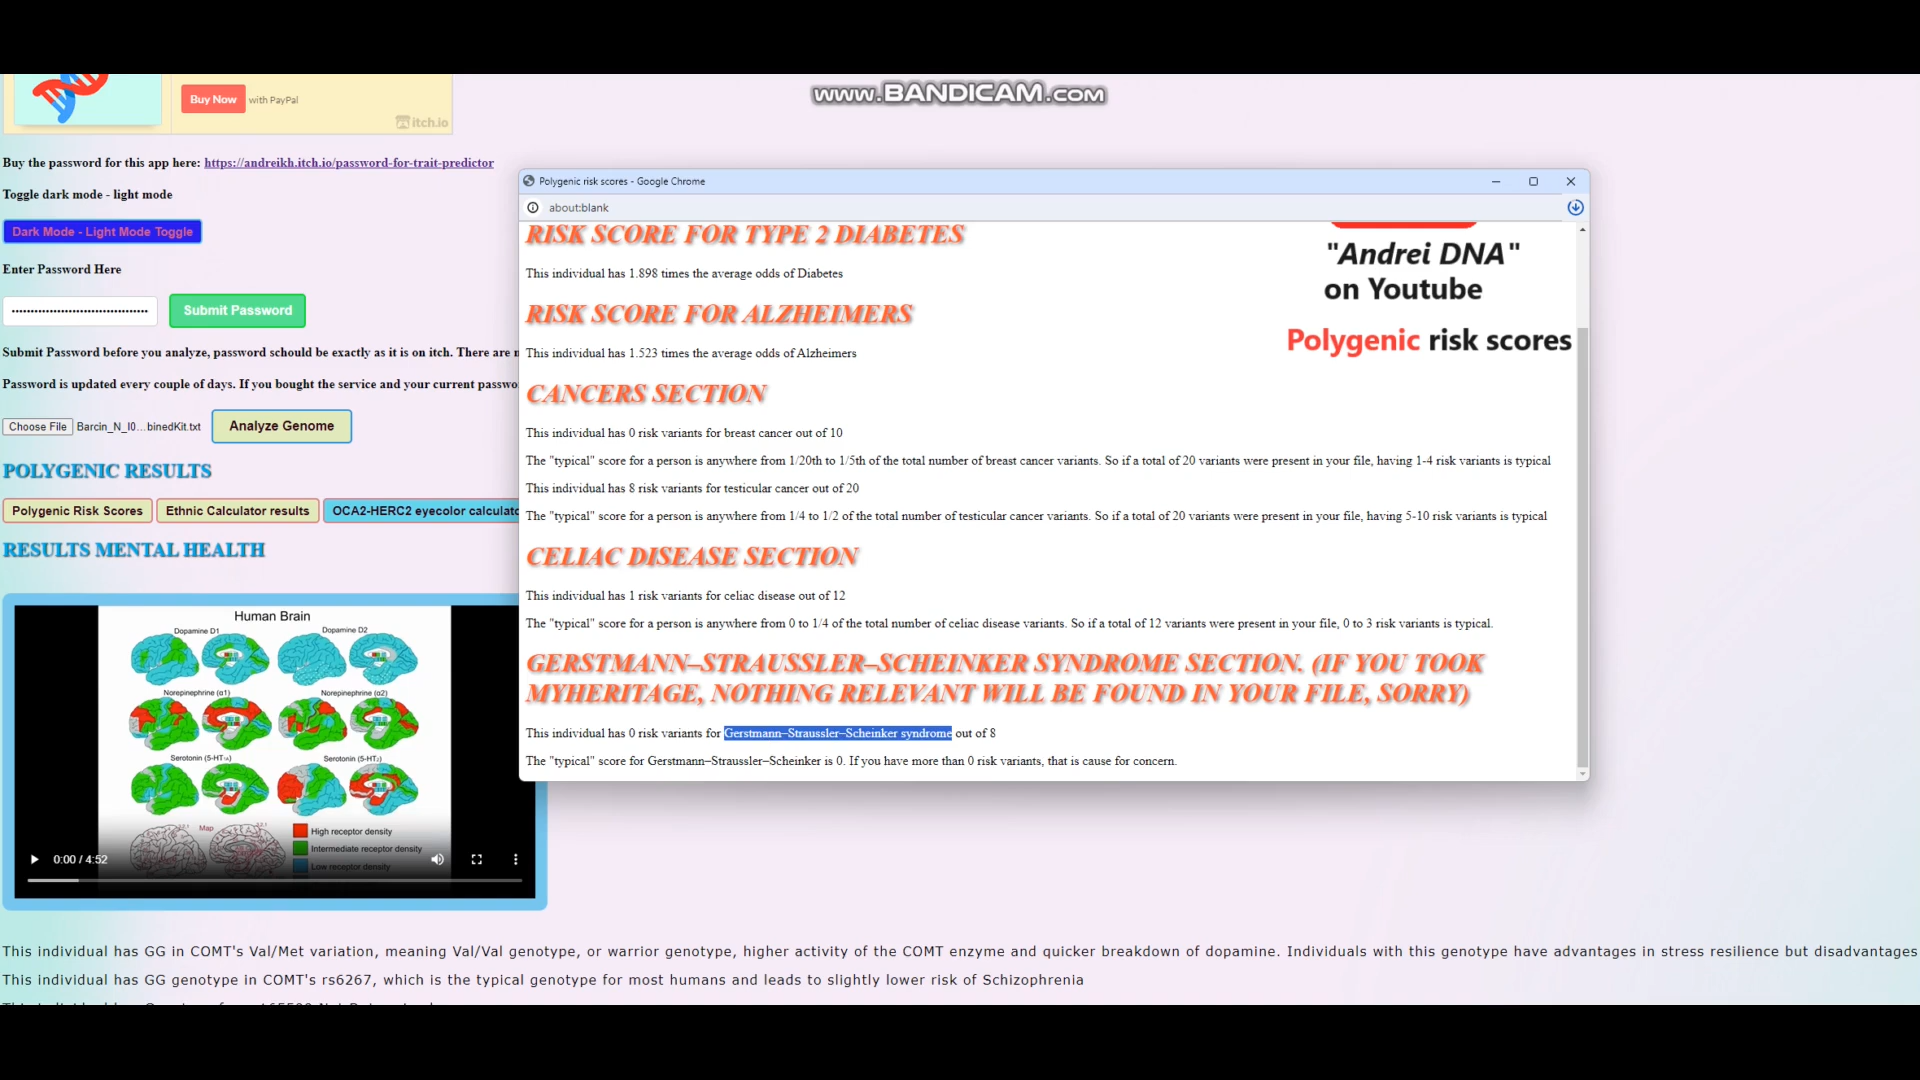 www.BANDICAM.com
Buy Now with PayPal
itch.io
Buy the password for this app here: https://andreikh.itch.io/password-for-trait-predictor
Toggle dark mode - light mode
Dark Mode - Light Mode Toggle
Enter Password Here
Submit Password
Submit Password before you analyze, password schould be exactly as it is on itch. There are
Password is updated every couple of days. If you bought the service and your current
Choose File Barcin_N_I0...binedKit.txt Analyze Genome
POLYGENIC RESULTS
Polygenic Risk Scores Ethnic Calculator results OCA2-HERC2 eyecolor
RESULTS MENTAL HEALTH
Human Brain
Dopamine D1 Dopamine D2
Norepinephrine (α1) Norepinephrine (α2)
Serotonin (5-HT1A) Serotonin
Map
High receptor density
Intermediate receptor density
Low receptor density
0:00 / 4:52
Polygenic risk scores - Google Chrome
about:blank
RISK SCORE FOR TYPE 2 DIABETES
This individual has 1.898 times the average odds of Diabetes
RISK SCORE FOR ALZHEIMERS
This individual has 1.523 times the average odds of Alzheimers
"Andrei DNA"
on Youtube
Polygenic risk scores
CANCERS SECTION
This individual has 0 risk variants for breast cancer out of 10
The "typical" score for a person is anywhere from 1/20th to 1/5th of the total number of breast cancer variants. So if a total of 20 variants were present in your file, having 1-4 risk variants is typical
This individual has 8 risk variants for testicular cancer out of 20
The "typical" score for a person is anywhere from 1/4 to 1/2 of the total number of testicular cancer variants. So if a total of 20 variants were present in your file, having 5-10 risk variants is typical
CELIAC DISEASE SECTION
This individual has 1 risk variants for celiac disease out of 12
The "typical" score for a person is anywhere from 0 to 1/4 of the total number of celiac disease variants. So if a total of 12 variants were present in your file, 0 to 3 risk variants is typical.
GERSTMANN–STRAUSSLER–SCHEINKER SYNDROME SECTION. (IF YOU TOOK
MYHERITAGE, NOTHING RELEVANT WILL BE FOUND IN YOUR FILE, SORRY)
This individual has 0 risk variants for Gerstmann–Straussler–Scheinker syndrome out of 8
The "typical" score for Gerstmann–Straussler–Scheinker is 0. If you have more than 0 risk variants, that is cause for concern.
This individual has GG in COMT's Val/Met variation, meaning Val/Val genotype, or warrior genotype, higher activity of the COMT enzyme and quicker breakdown of dopamine. Individuals with this genotype have advantages in stress resilience but disadvantages
This individual has GG genotype in COMT's rs6267, which is the typical genotype for most humans and leads to slightly lower risk of Schizophrenia